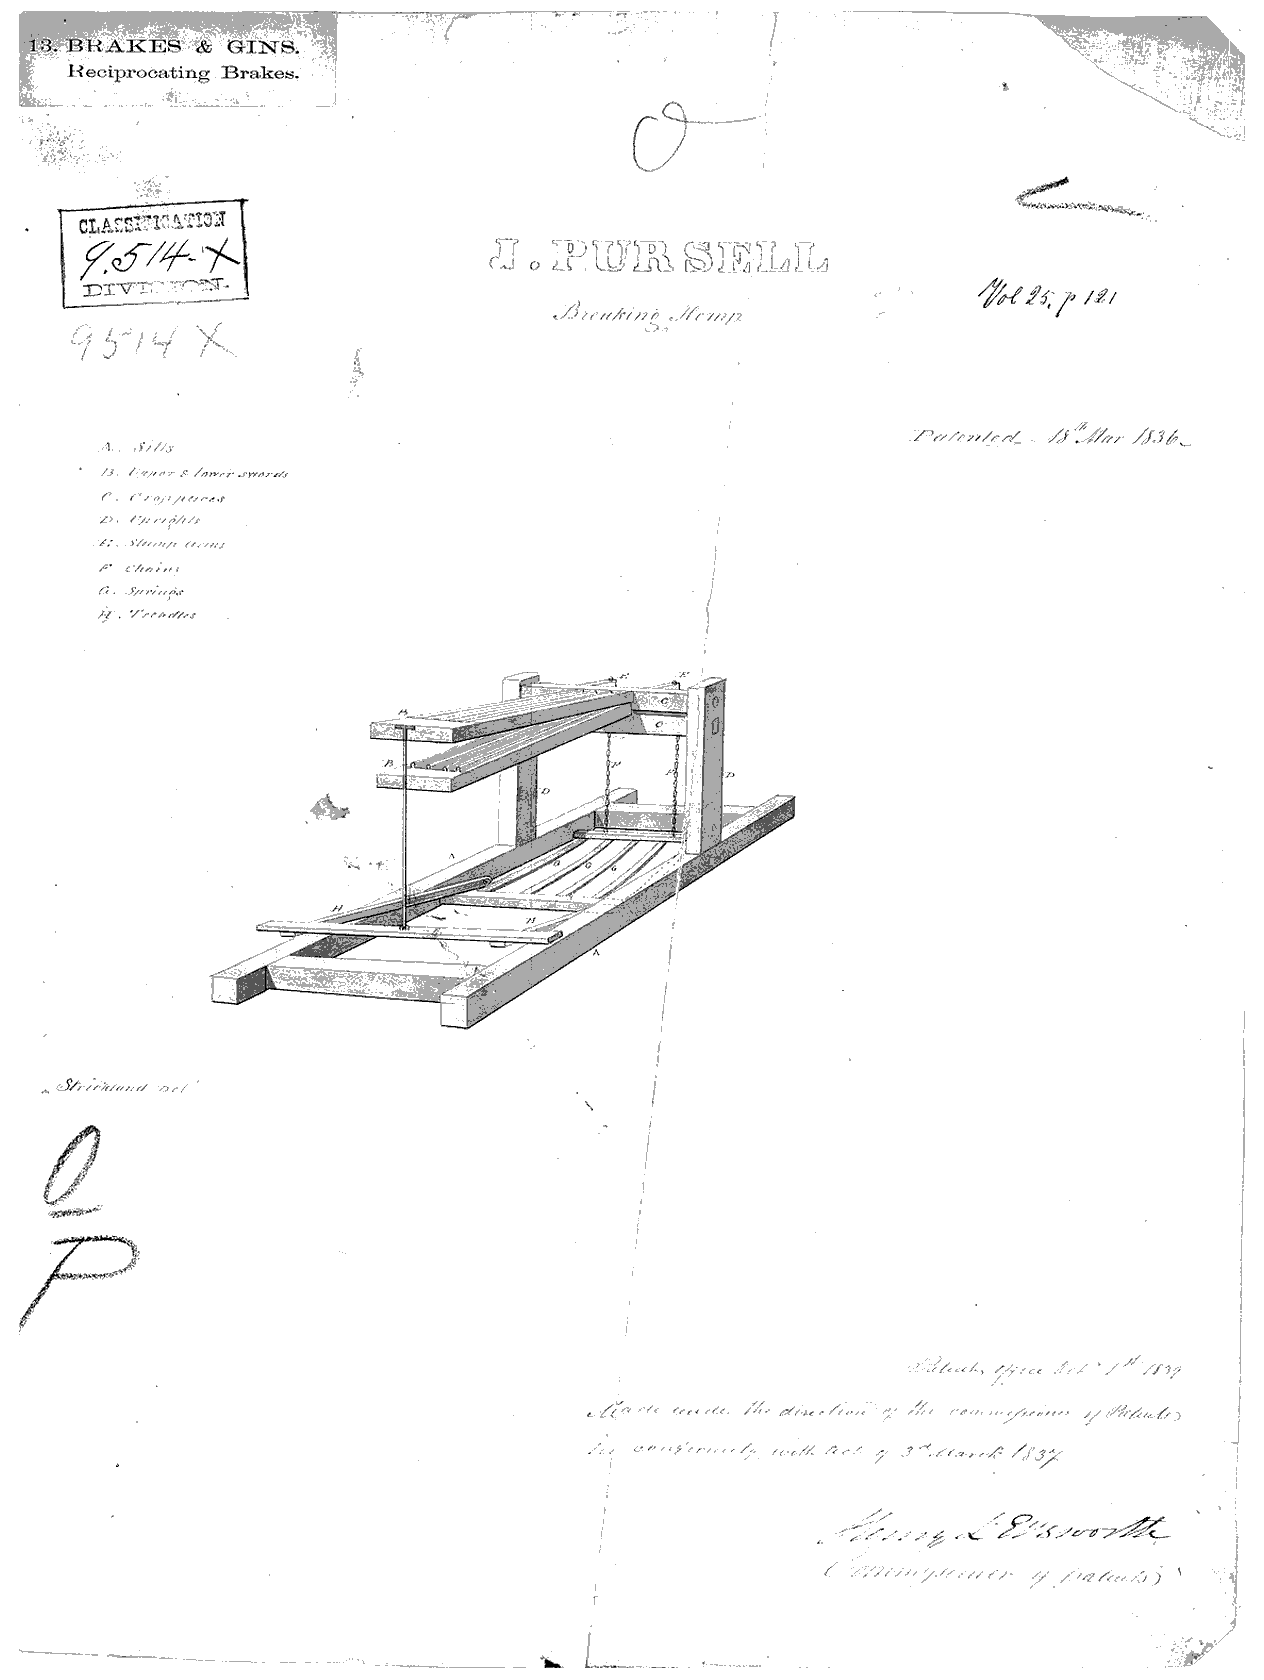 13. BRAKES & GINS.
Reciprocating Brakes.
CLASSIFICATION
9.514-X
DIVISION.
9514 X
J. PURSELL
Breaking Hemp
Vol 25, p 121
Patented 18th Mar 1836
A. Sills
B. Upper & lower swords
C.
D. Uprights
E. Stump
F Chains
G. Springs
H. Treadles
E E
B C
C
B F F D
D
A G G G
H H
A
Strickland Del
O
P
Patent Office Oct 1st 1839
Made under the direction of the commissioner of Patents
in conformity with Act of 3d March 1837
Henry L Ellsworth
Commissioner of patents